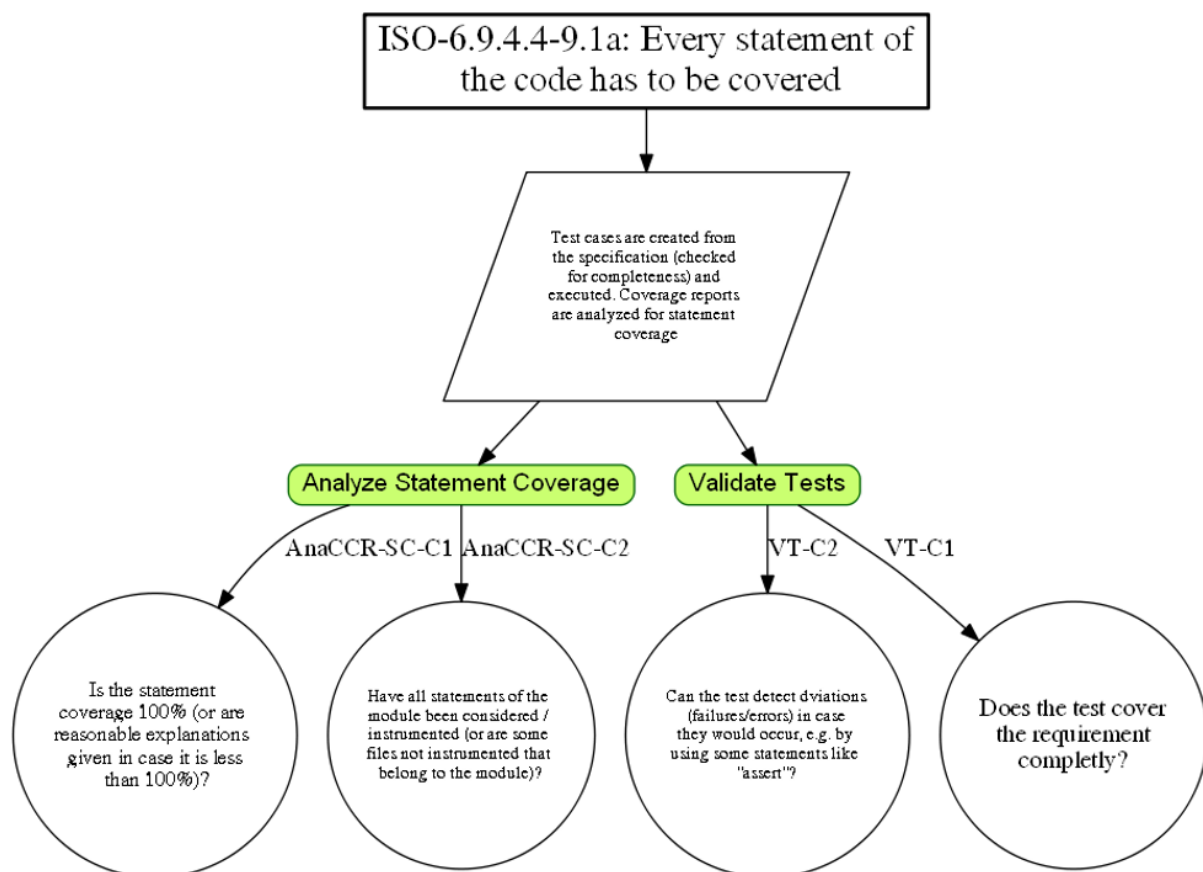 ISO-6.9.4.4-9.1a: Every statement of
the code has to be covered
Test cases are created from
the specification (checked
for completeness) and
executed. Coverage reports
are analyzed for statement
coverage
Analyze Statement Coverage
Validate Tests
AnaCCR-SC-C1
AnaCCR-SC-C2
VT-C2
VT-C1
Is the statement
coverage 100% (or are
reasonable explanations
given in case it is less
than 100%)?
Have all statements of the
module been considered /
instrumented (or are some
files not instrumented that
belong to the module)?
Can the test detect dviations
(failures/errors) in case
they would occur, e.g. by
using some statements like
"assert"?
Does the test cover
the requirement
completly?